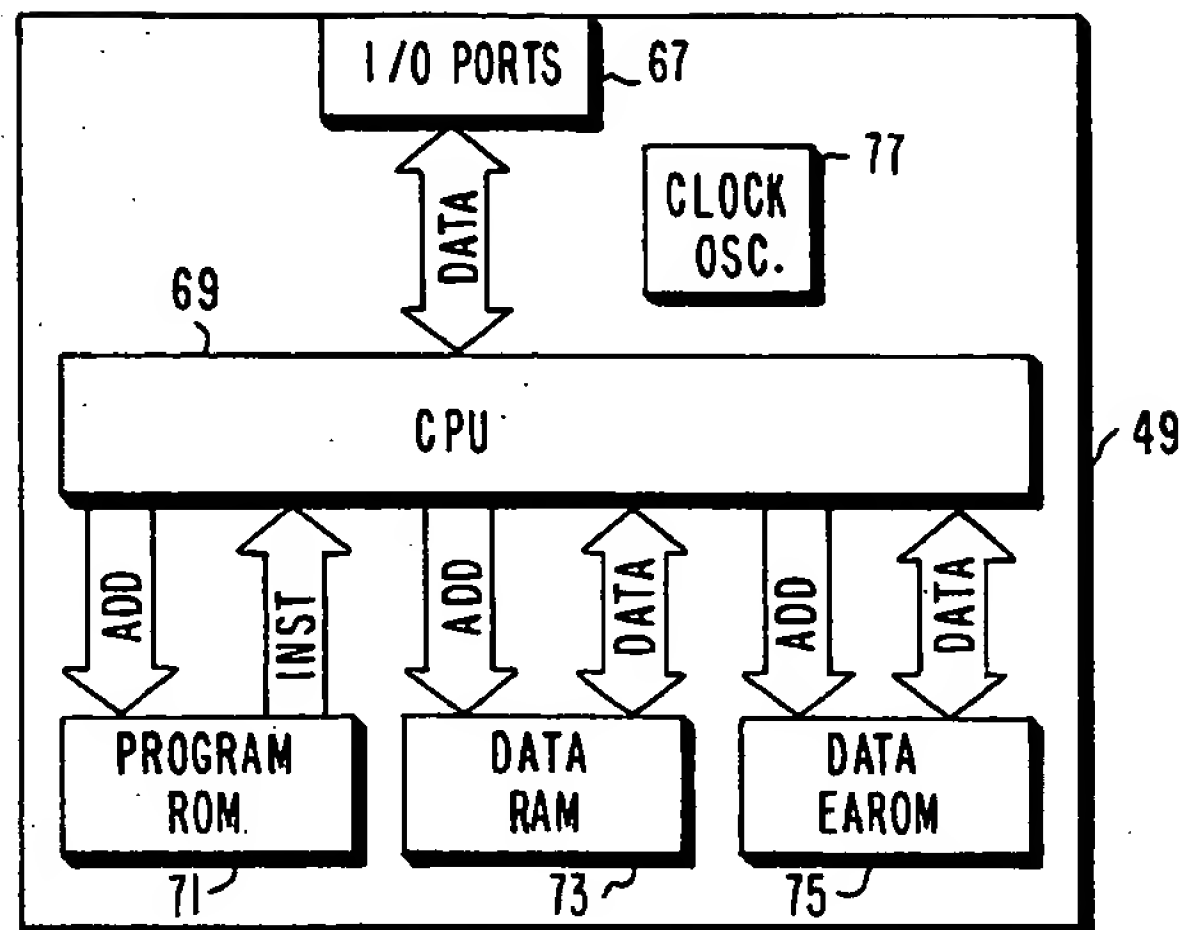 I/O PORTS
67
77
CLOCK
OSC.
DATA
69
CPU
49
ADD
INST
ADD
DATA
ADD
DATA
PROGRAM
ROM
DATA
RAM
DATA
EAROM
71
73
75